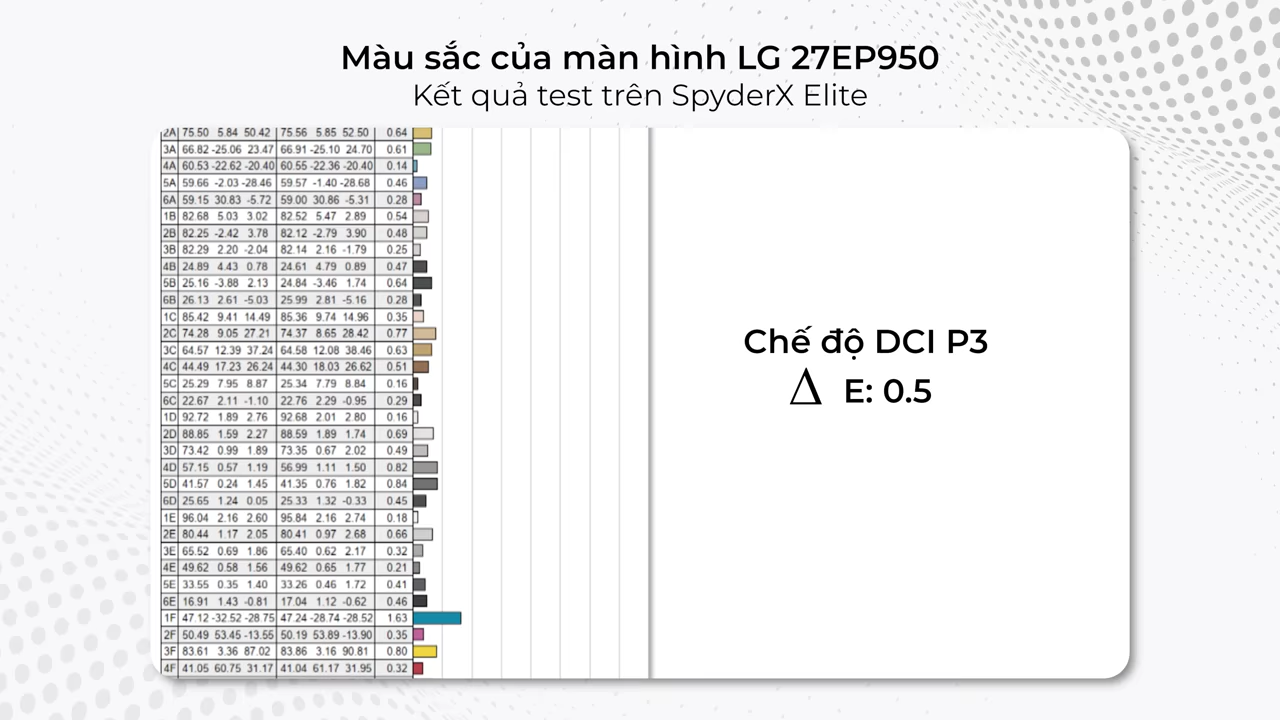 Màu sắc của màn hình LG 27EP950
Kết quả test trên SpyderX Elite
2A 75.50 5.84 50.42 75.56 5.85 52.50 0.64
3A 66.82 -25.06 23.47 66.91 -25.10 24.70 0.61
4A 60.53 -22.62 -20.40 60.55 -22.36 -20.40 0.14
5A 59.66 -2.03 -28.46 59.57 -1.40 -28.68 0.46
6A 59.15 30.83 -5.72 59.00 30.86 -5.31 0.28
1B 82.68 5.03 3.02 82.52 5.47 2.89 0.54
2B 82.25 -2.42 3.78 82.12 -2.79 3.90 0.48
3B 82.29 2.20 -2.04 82.14 2.16 -1.79 0.25
4B 24.89 4.43 0.78 24.61 4.79 0.89 0.47
5B 25.16 -3.88 2.13 24.84 -3.46 1.74 0.64
6B 26.13 2.61 -5.03 25.99 2.81 -5.16 0.28
1C 85.42 9.41 14.49 85.36 9.74 14.96 0.35
2C 74.28 9.05 27.21 74.37 8.65 28.42 0.77
3C 64.57 12.39 37.24 64.58 12.08 38.46 0.63
4C 44.49 17.23 26.24 44.30 18.03 26.62 0.51
5C 25.29 7.95 8.87 25.34 7.79 8.84 0.16
6C 22.67 2.11 -1.10 22.76 2.29 -0.95 0.29
1D 92.72 1.89 2.76 92.68 2.01 2.80 0.16
2D 88.85 1.59 2.27 88.59 1.89 1.74 0.69
3D 73.42 0.99 1.89 73.35 0.67 2.02 0.49
4D 57.15 0.57 1.19 56.99 1.11 1.50 0.82
5D 41.57 0.24 1.45 41.35 0.76 1.82 0.84
6D 25.65 1.24 0.05 25.33 1.32 -0.33 0.45
1E 96.04 2.16 2.60 95.84 2.16 2.74 0.18
2E 80.44 1.17 2.05 80.41 0.97 2.68 0.66
3E 65.52 0.69 1.86 65.40 0.62 2.17 0.32
4E 49.62 0.58 1.56 49.62 0.65 1.77 0.21
5E 33.55 0.35 1.40 33.26 0.46 1.72 0.41
6E 16.91 1.43 -0.81 17.04 1.12 -0.62 0.46
1F 47.12 -32.52 -28.75 47.24 -28.74 -28.52 1.63
2F 50.49 53.45 -13.55 50.19 53.89 -13.90 0.35
3F 83.61 3.36 87.02 83.86 3.16 90.81 0.80
4F 41.05 60.75 31.17 41.04 61.17 31.95 0.32
Chế độ DCI P3
Δ E: 0.5